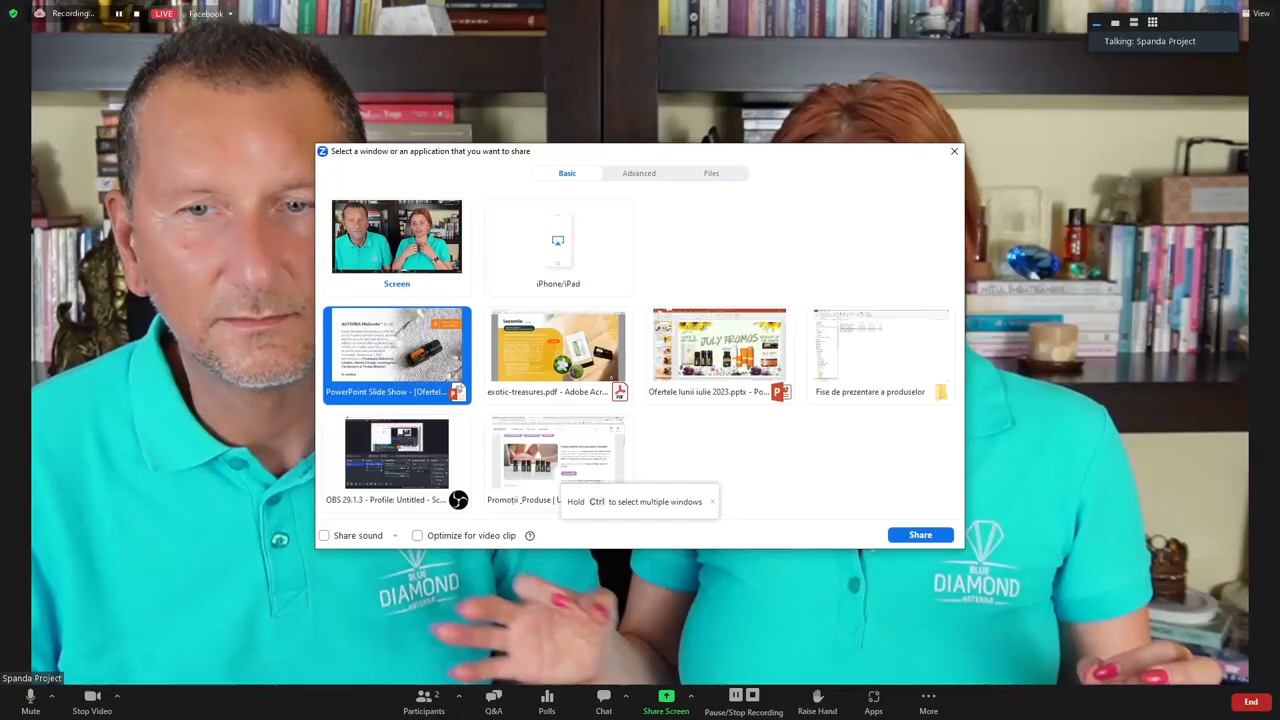 Recording...
LIVE
Facebook
View
Talking: Spanda Project
Select a window or an application that you want to share
Basic
Advanced
Files
Screen
iPhone/iPad
PowerPoint Slide Show - [Ofertel...
exotic-treasures.pdf - Adobe Acr...
JULY PROMOS
Ofertele lunii iulie 2023.pptx - Po...
Fise de prezentare a produselor
OBS 29.1.3 - Profile: Untitled - Sc...
Promoții_Produse | U
Hold Ctrl to select multiple windows
Share sound
Optimize for video clip
Share
BLUE
DIAMOND
DIAMOND
Spanda Project
Mute
Stop Video
Participants
2
Q&A
Polls
Chat
Share Screen
Pause/Stop Recording
Raise Hand
Apps
More
End